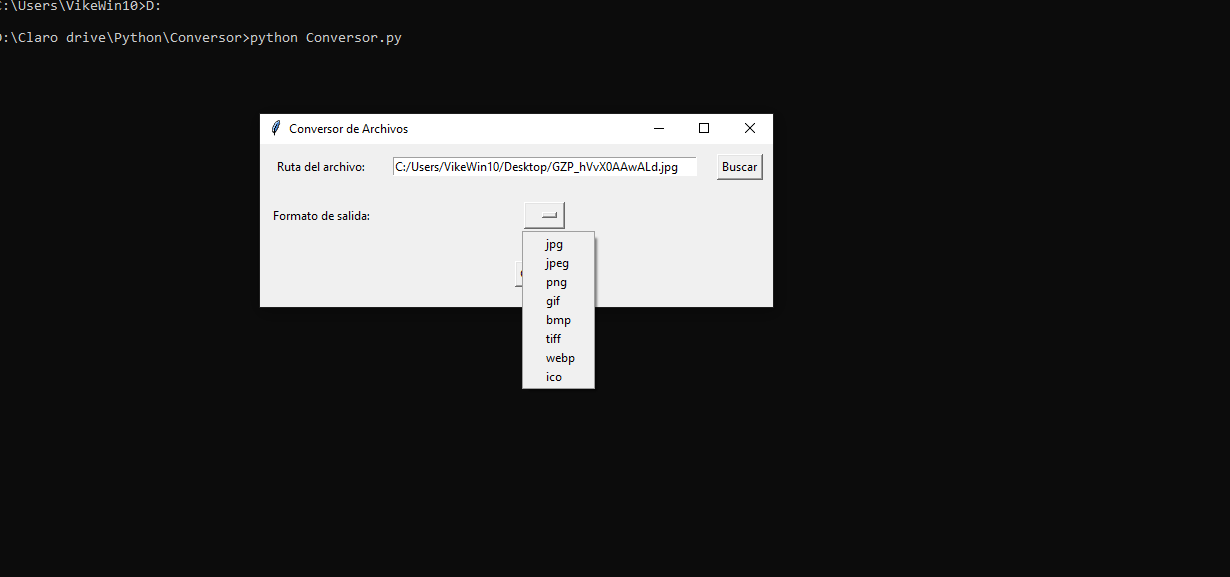 C:\Users\VikeWin10>D:
D:\Claro drive\Python\Conversor>python Conversor.py
Conversor de Archivos
Ruta del archivo: C:/Users/VikeWin10/Desktop/GZP_hVvX0AAwALd.jpg Buscar
Formato de salida:
jpg
jpeg
png
gif
bmp
tiff
webp
ico